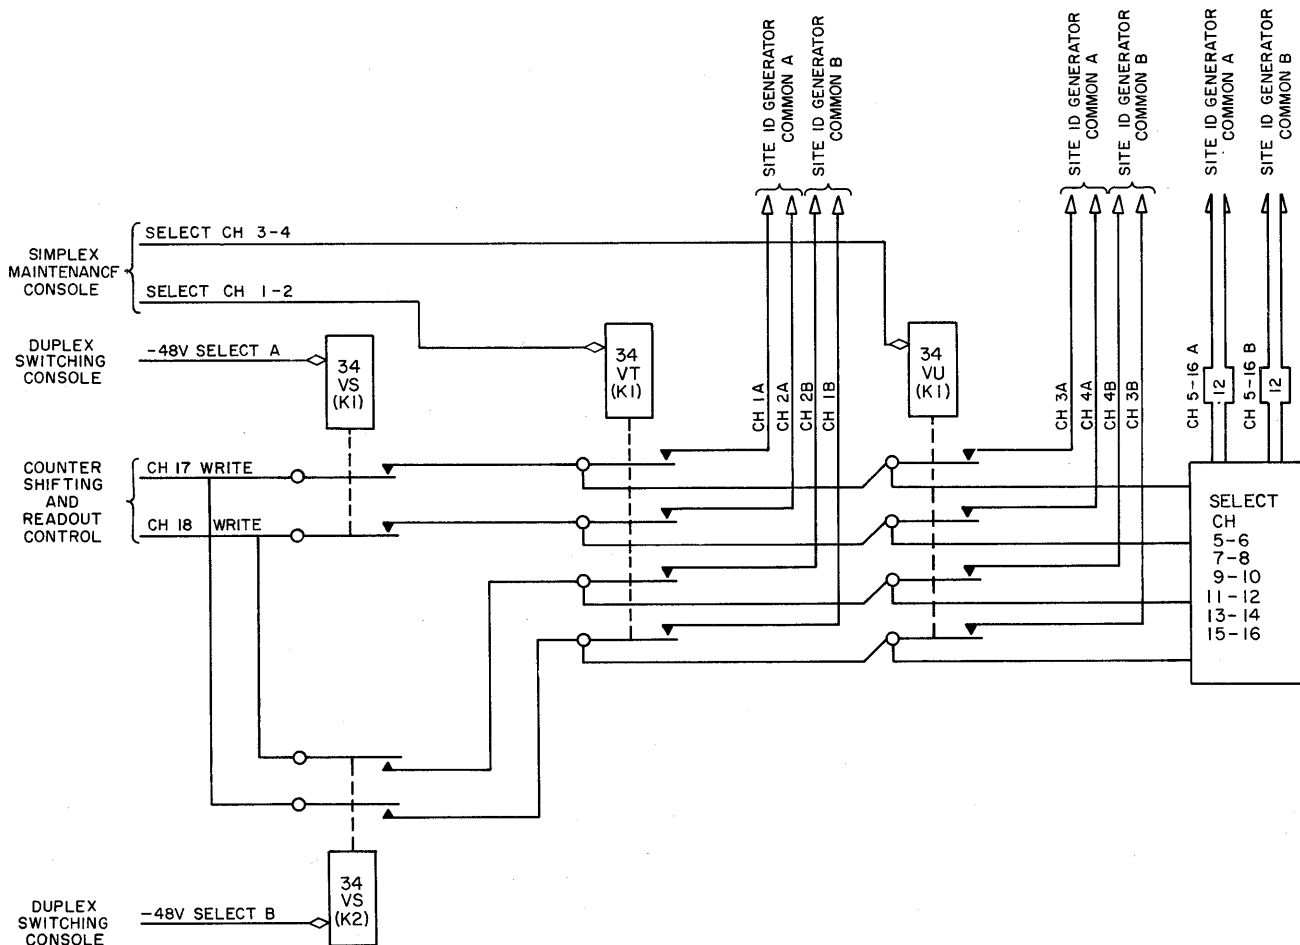 SITE ID GENERATOR
COMMON A
SITE ID GENERATOR
COMMON B
SITE ID GENERATOR
COMMON A
SITE ID GENERATOR
COMMON B
SITE ID GENERATOR
COMMON A
SITE ID GENERATOR
COMMON B
SIMPLEX
MAINTENANCE
CONSOLE
SELECT CH 3-4
SELECT CH 1-2
DUPLEX
SWITCHING
CONSOLE
-48V SELECT A
34
VS
(K1)
34
VT
(K1)
34
VU
(K1)
CH 1A
CH 2A
CH 2B
CH 1B
CH 3A
CH 4A
CH 4B
CH 3B
CH 5-16 A
12
CH 5-16 B
12
COUNTER
SHIFTING
AND
READOUT
CONTROL
CH 17 WRITE
CH 18 WRITE
SELECT
CH
5-6
7-8
9-10
11-12
13-14
15-16
34
VS
(K2)
DUPLEX
SWITCHING
CONSOLE
-48V SELECT B